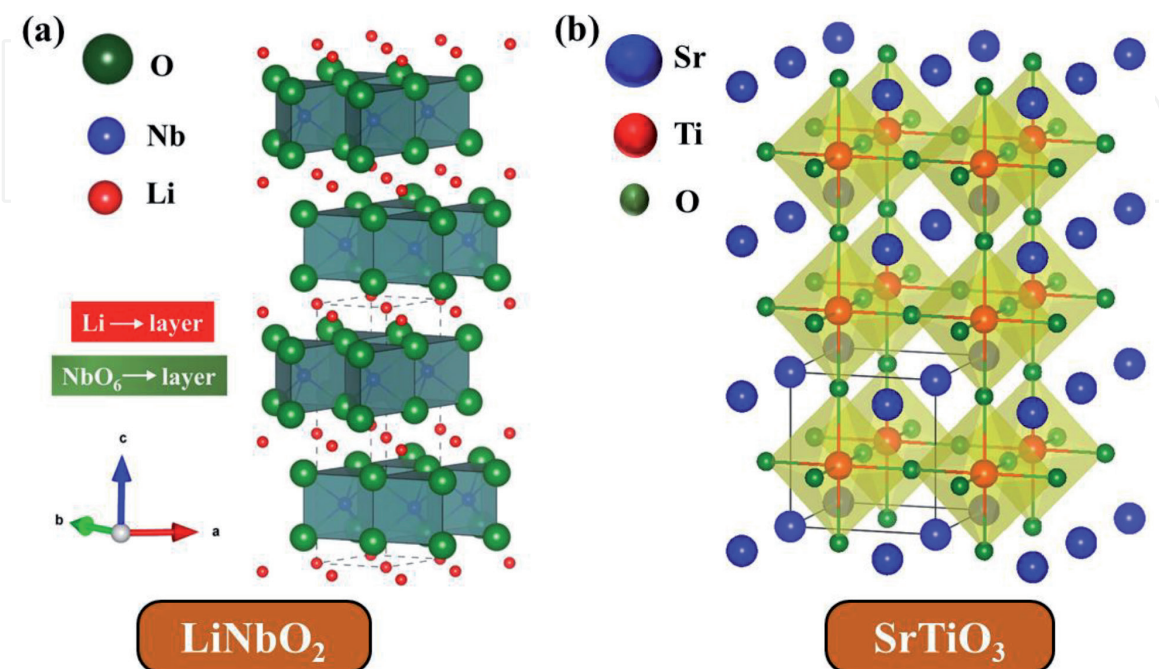 (a)
O
Nb
Li
Li → layer
NbO₆ → layer
c
b
a
LiNbO₂
(b)
Sr
Ti
O
SrTiO₃